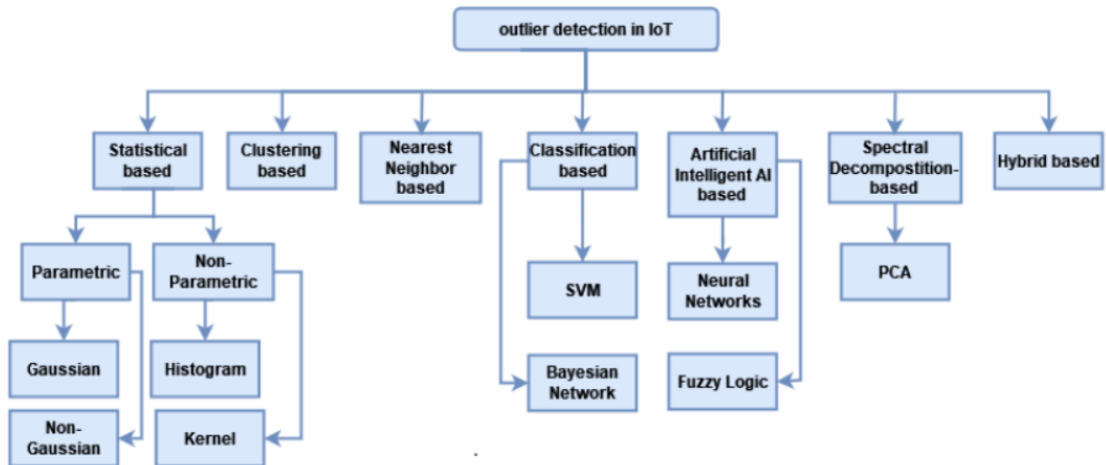 outlier detection in IoT
Statistical
based
Clustering
based
Nearest
Neighbor
based
Classification
based
Artificial
Intelligent AI
based
Spectral
Decompostition-
based
Hybrid based
Parametric
Non-
Parametric
SVM
Neural
Networks
PCA
Gaussian
Histogram
Bayesian
Network
Fuzzy Logic
Non-
Gaussian
Kernel